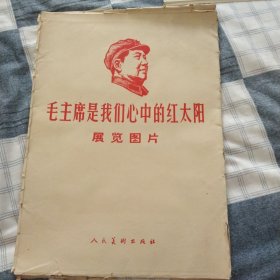 毛主席是我们心中的红太阳
展览图片
人民美术出版社